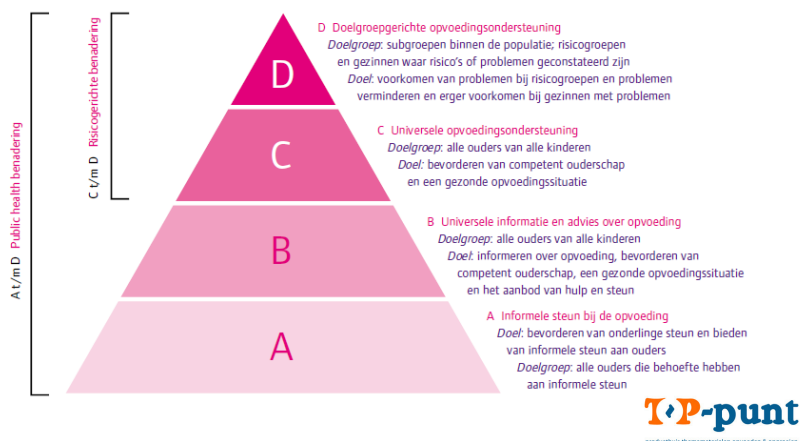 D Doelgroepgerichte opvoedingsondersteuning
Doelgroep: subgroepen binnen de populatie; risicogroepen
en gezinnen waar risico's of problemen geconstateerd zijn
Doel: voorkomen van problemen bij risicogroepen en problemen
verminderen en erger voorkomen bij gezinnen met problemen
D
C t/m D Risicogerichte benadering
A t/m D Public health benadering
C Universele opvoedingsondersteuning
Doelgroep: alle ouders van alle kinderen
Doel: bevorderen van competent ouderschap
en een gezonde opvoedingssituatie
C
B Universele informatie en advies over opvoeding
Doelgroep: alle ouders van alle kinderen
Doel: informeren over opvoeding, bevorderen van
competent ouderschap, een gezonde opvoedingssituatie
en het aanbod van hulp en steun
B
A Informele steun bij de opvoeding
Doel: bevorderen van onderlinge steun en bieden
van informele steun aan ouders
Doelgroep: alle ouders die behoefte hebben
aan informele steun
A
TOP-punt